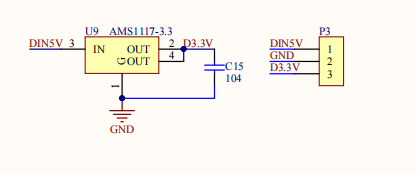 U9 AMS1117-3.3
DIN5V 3 IN OUT 2 D3.3V
G OUT 4
1
GND
C15
104
P3
DIN5V 1
GND 2
D3.3V 3